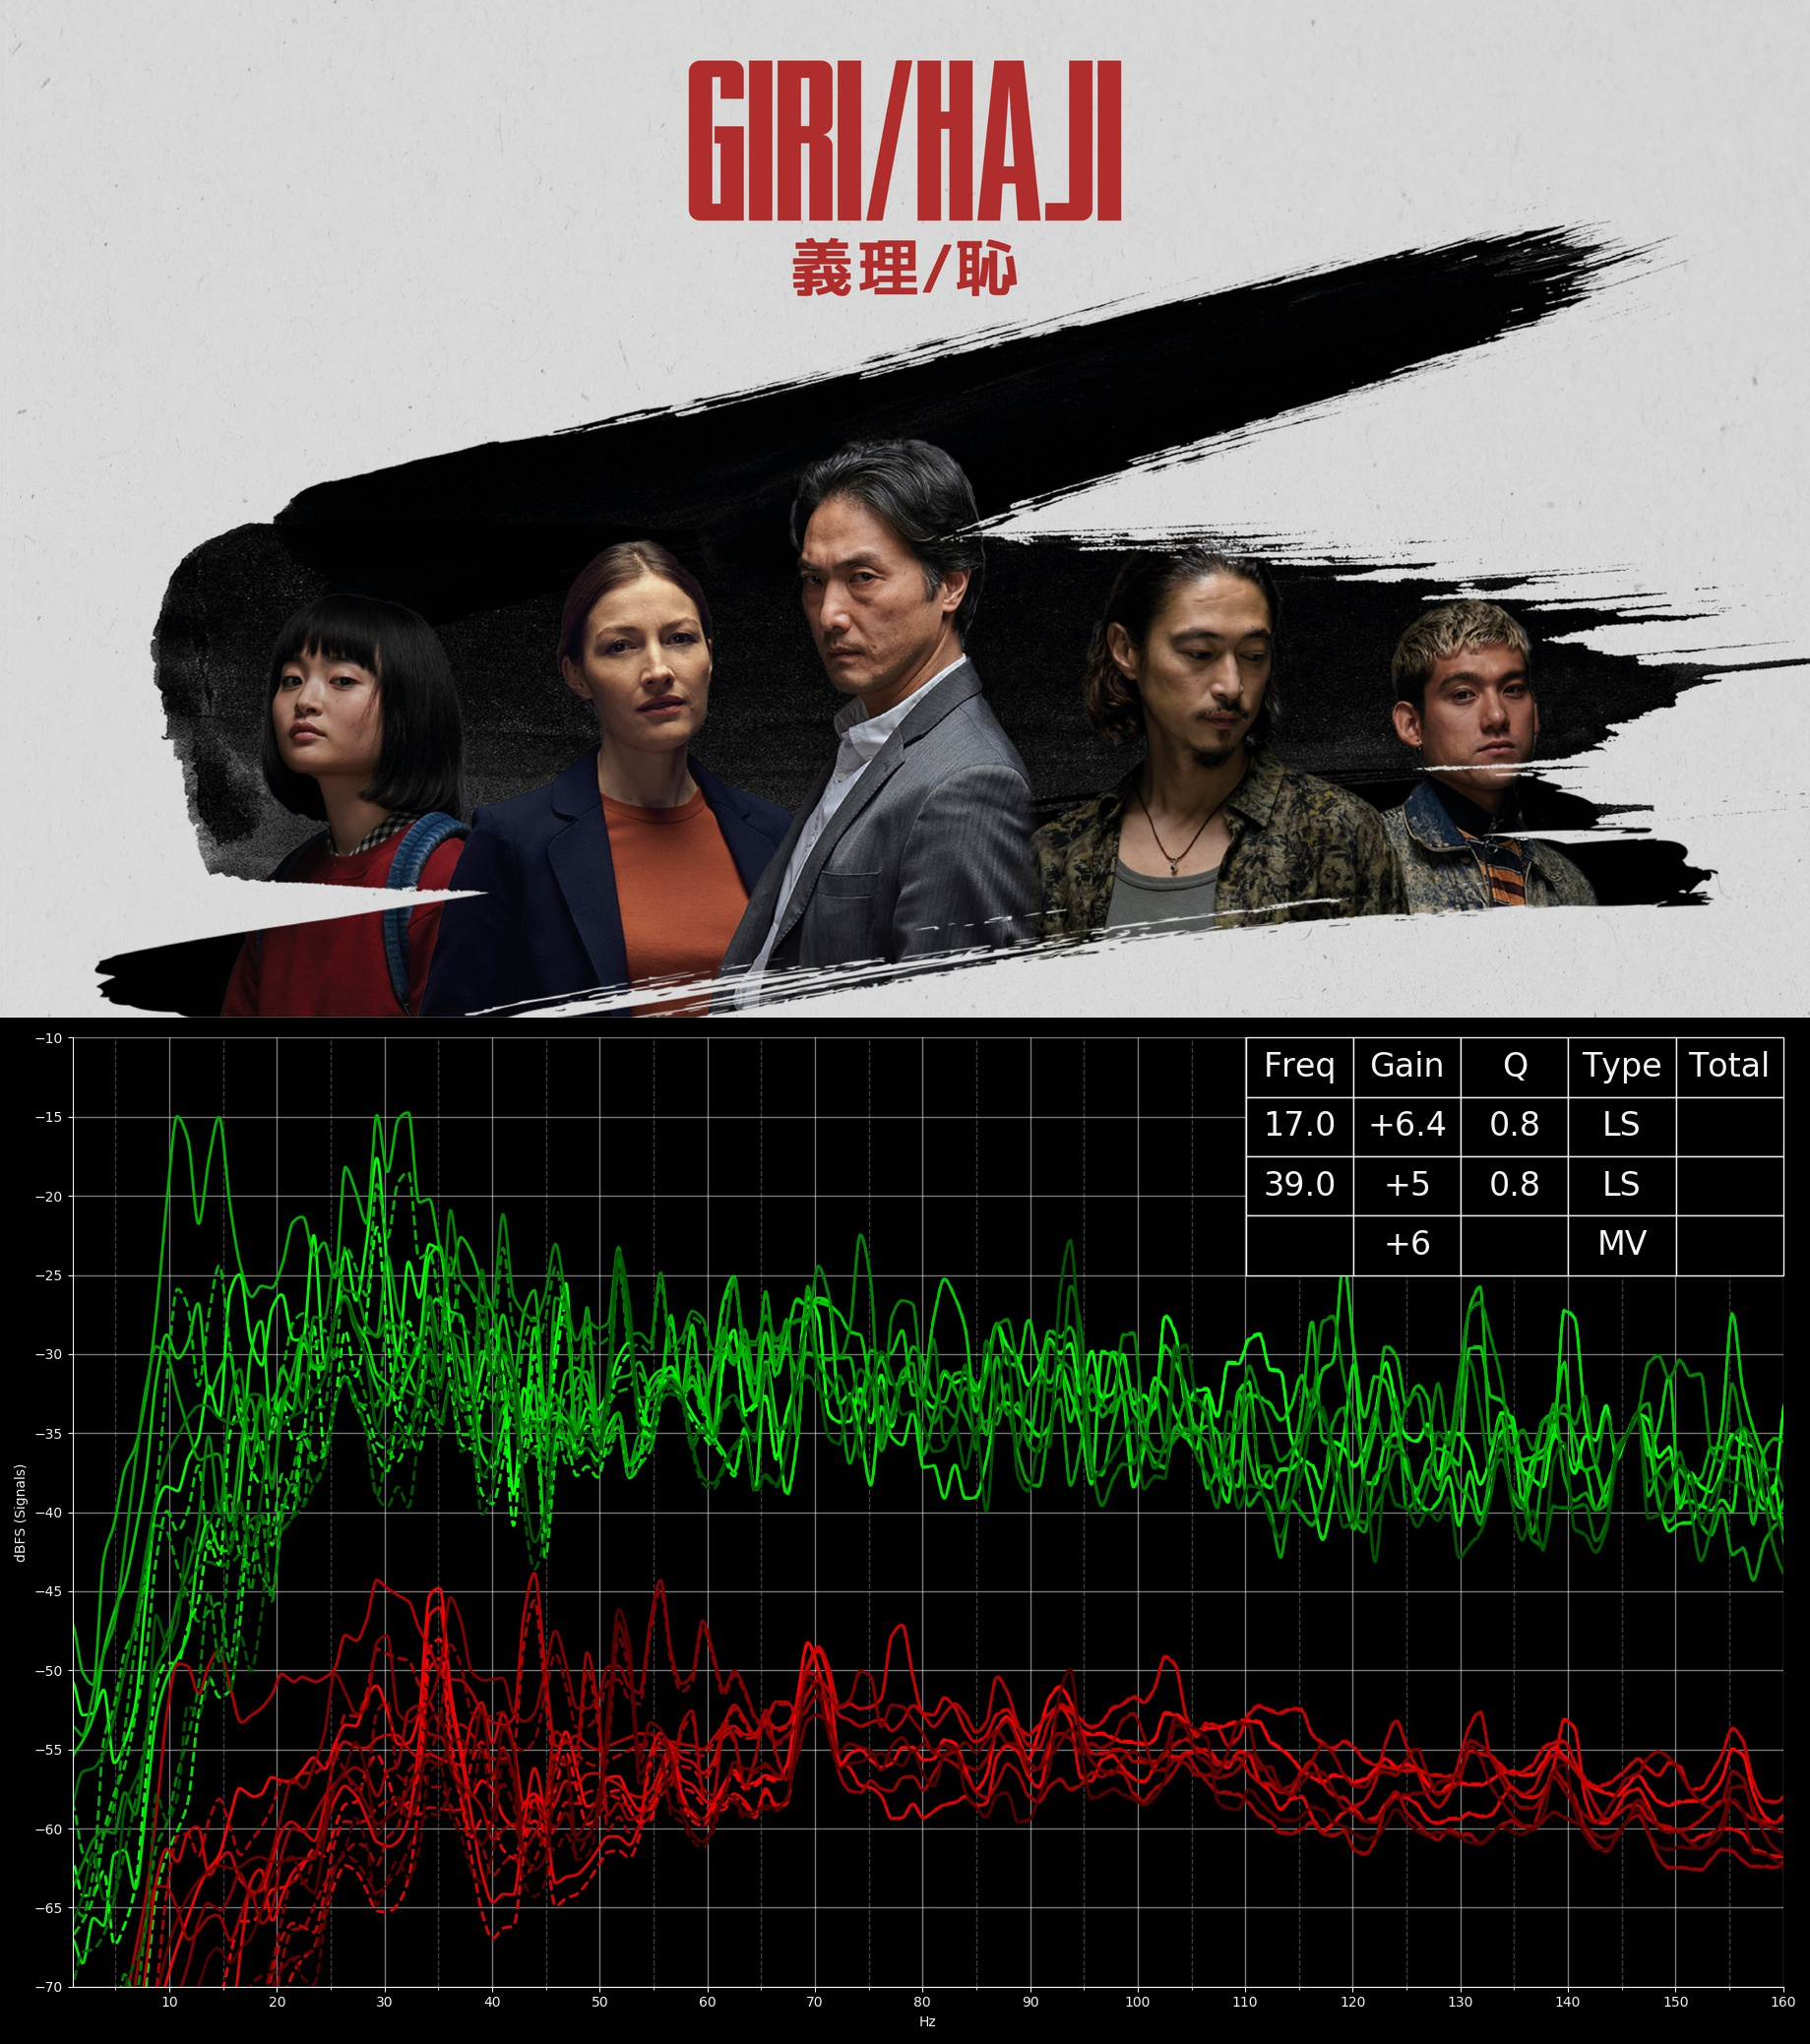 GIRI/HAJI
義理/恥
Freq Gain Q Type Total
17.0 +6.4 0.8 LS
39.0 +5 0.8 LS
+6 MV
−10
−15
−20
−25
−30
−35
−40
−45
−50
−55
−60
−65
−70
dBFS (Signals)
10 20 30 40 50 60 70 80 90 100 110 120 130 140 150 160
Hz